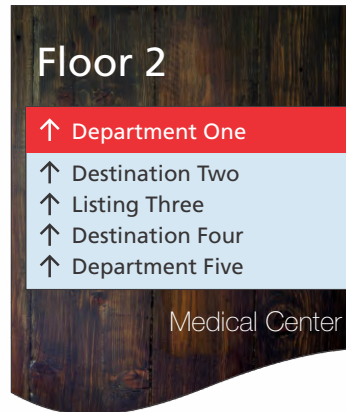 Floor 2
↑ Department One
↑ Destination Two
↑ Listing Three
↑ Destination Four
↑ Department Five
Medical Center